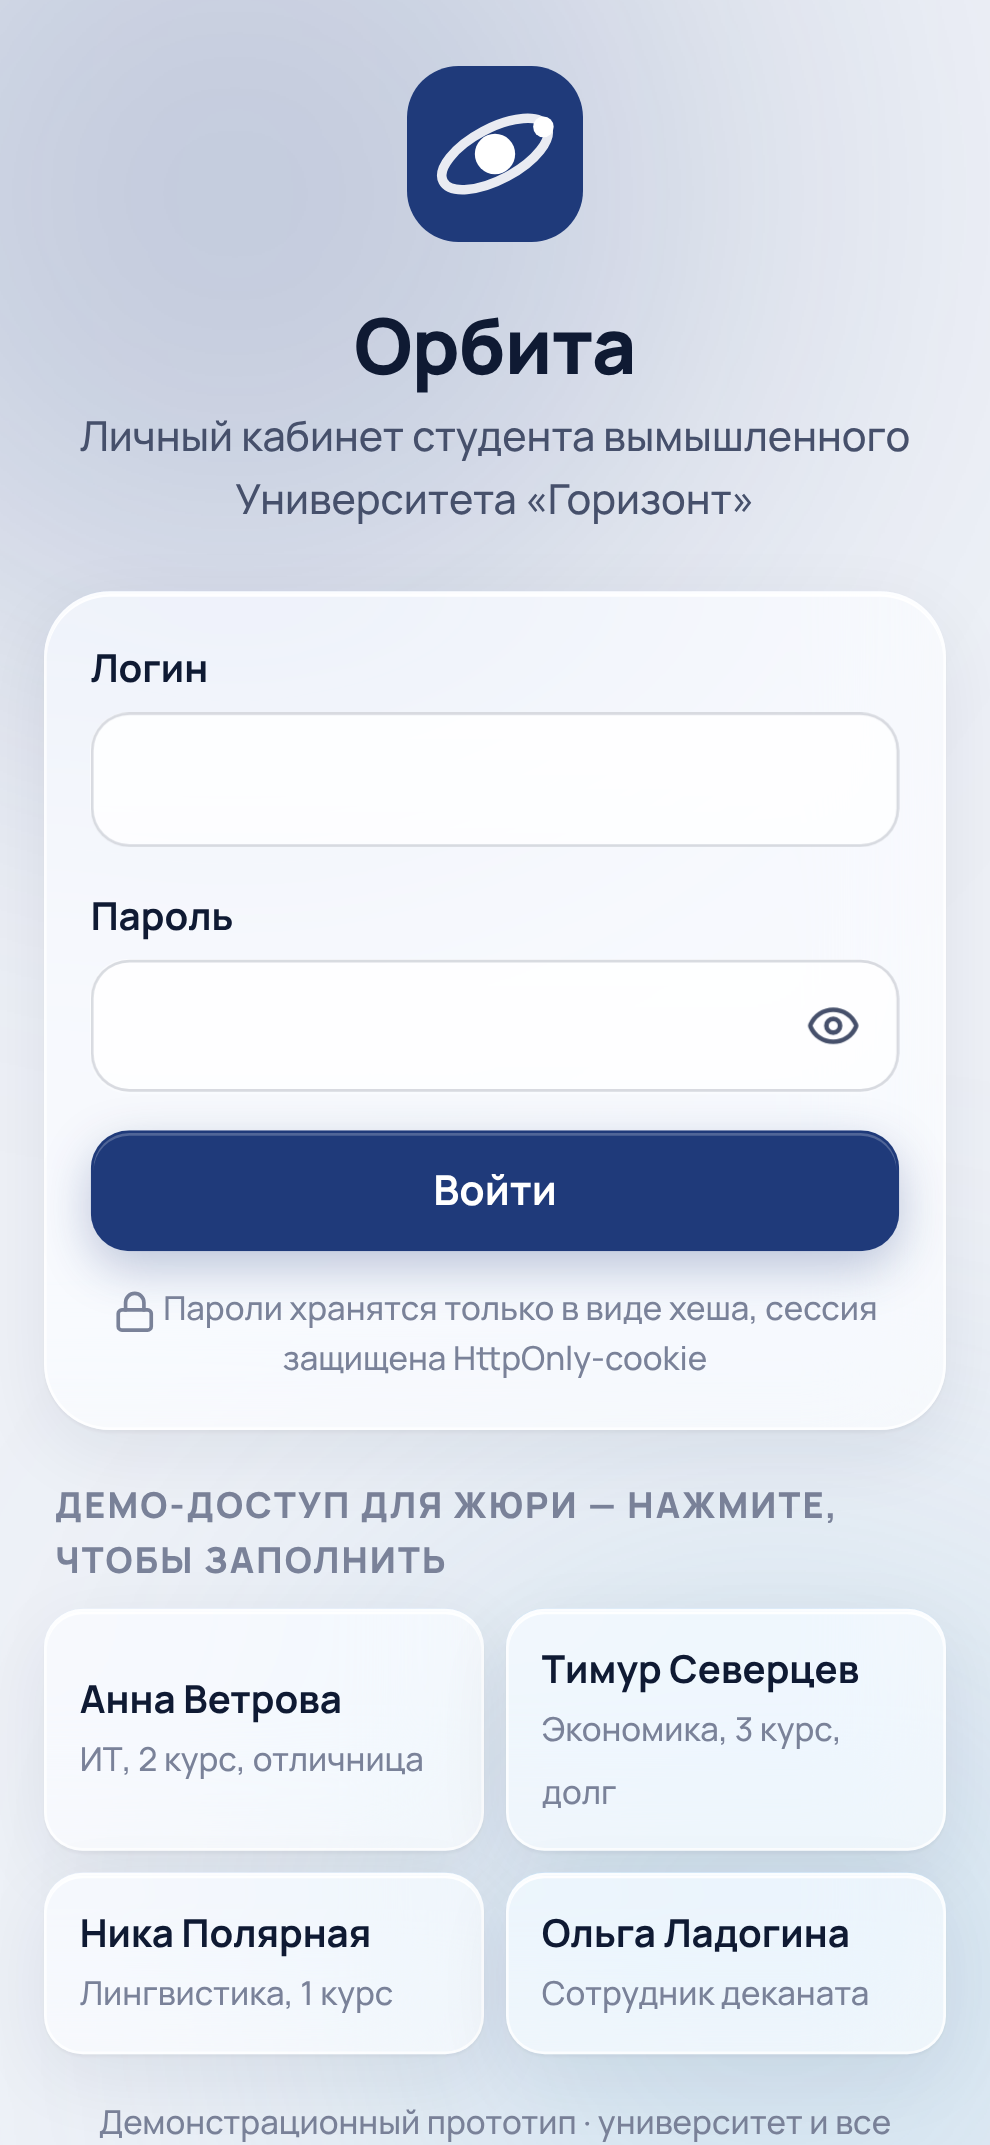 Орбита
Личный кабинет студента вымышленного
Университета «Горизонт»
Логин
Пароль
Войти
Пароли хранятся только в виде хеша, сессия
защищена HttpOnly-cookie
ДЕМО-ДОСТУП ДЛЯ ЖЮРИ — НАЖМИТЕ,
ЧТОБЫ ЗАПОЛНИТЬ
Анна Ветрова
ИТ, 2 курс, отличница
Тимур Северцев
Экономика, 3 курс,
долг
Ника Полярная
Лингвистика, 1 курс
Ольга Ладогина
Сотрудник деканата
Демонстрационный прототип · университет и все